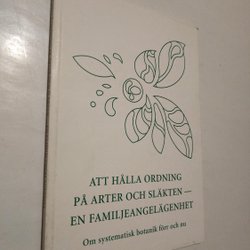 ATT HÅLLA ORDNING
PÅ ARTER OCH SLÄKTEN —
EN FAMILJEANGELÄGENHET
Om systematisk botanik förr och nu